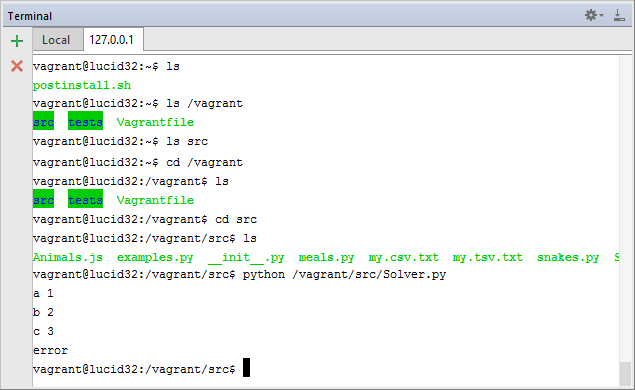 Terminal
Local 127.0.0.1
vagrant@lucid32:~$ ls
postinstall.sh
vagrant@lucid32:~$ ls /vagrant
src tests Vagrantfile
vagrant@lucid32:~$ ls src
vagrant@lucid32:~$ cd /vagrant
vagrant@lucid32:/vagrant$ ls
src tests Vagrantfile
vagrant@lucid32:/vagrant$ cd src
vagrant@lucid32:/vagrant/src$ ls
Animals.js examples.py __init__.py meals.py my.csv.txt my.tsv.txt snakes.py S
vagrant@lucid32:/vagrant/src$ python /vagrant/src/Solver.py
a 1
b 2
c 3
error
vagrant@lucid32:/vagrant/src$